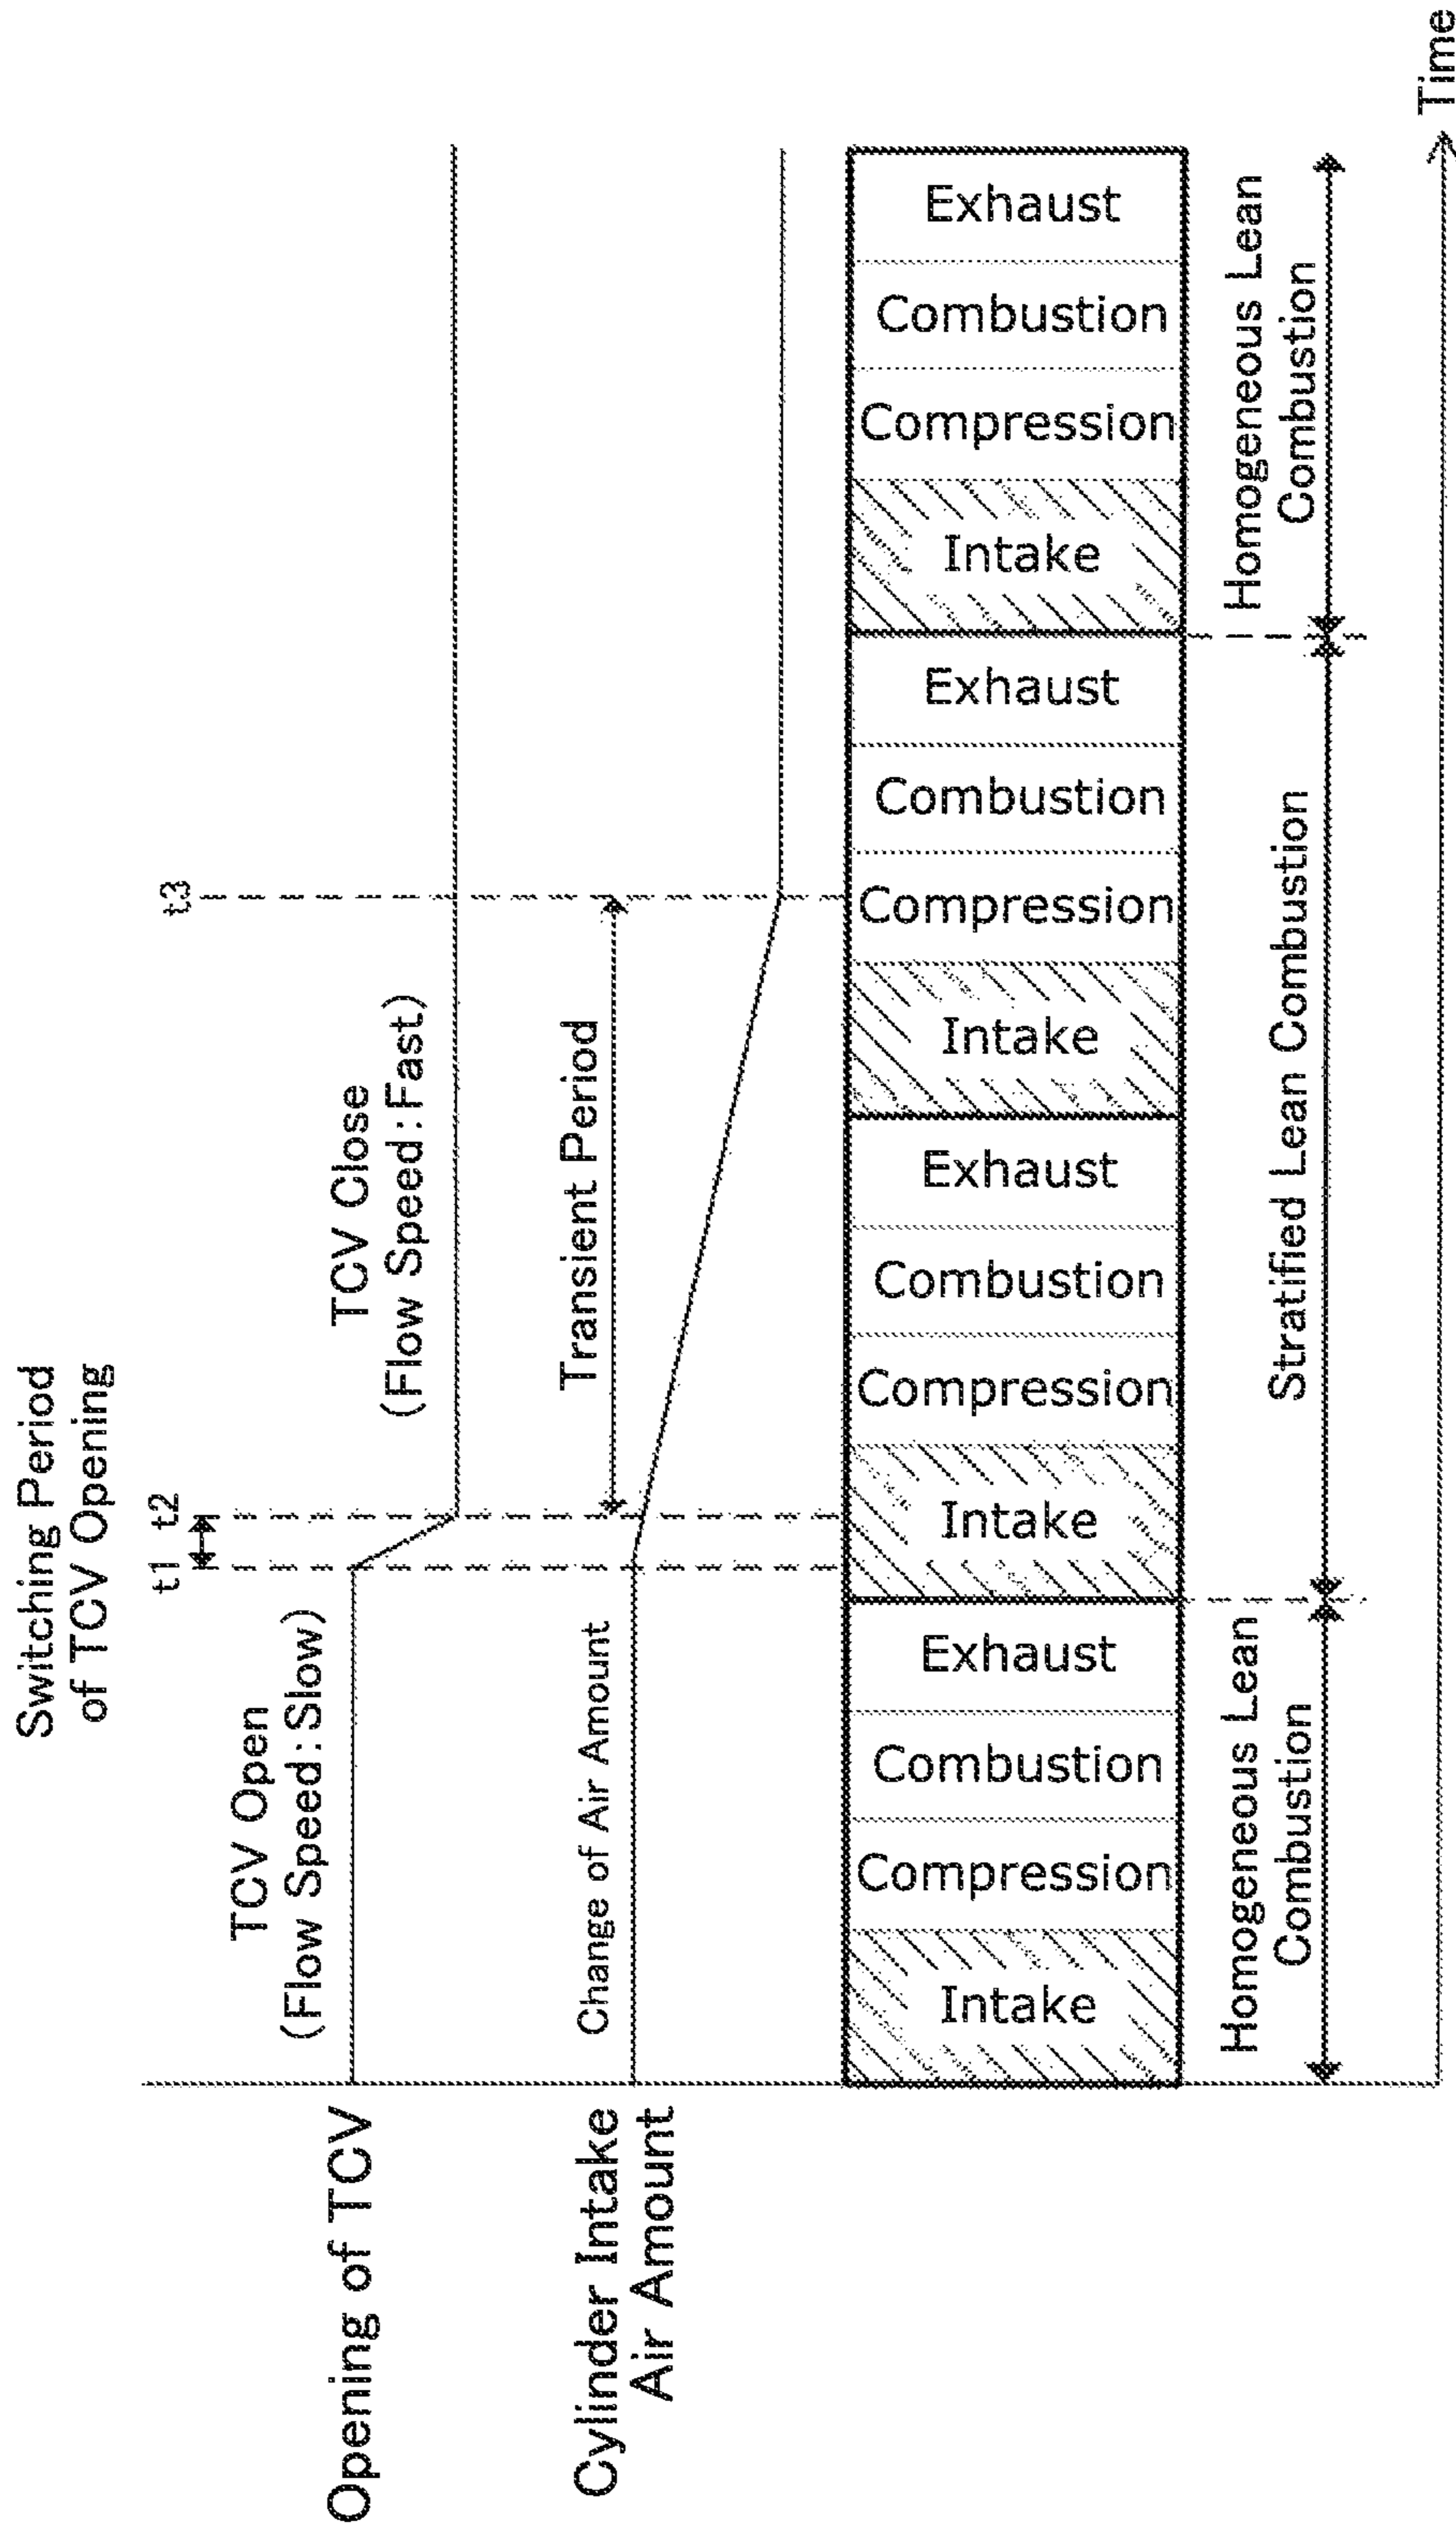 Switching Period
of TCV Opening
t1
t2
t3
TCV Open
(Flow Speed:Slow)
TCV Close
(Flow Speed:Fast)
Opening of TCV
Change of Air Amount
Transient Period
Cylinder Intake
Air Amount
Intake
Compression
Combustion
Exhaust
Intake
Compression
Combustion
Exhaust
Intake
Compression
Combustion
Exhaust
Intake
Compression
Combustion
Exhaust
Homogeneous Lean
Combustion
Stratified Lean Combustion
Homogeneous Lean
Combustion
Time